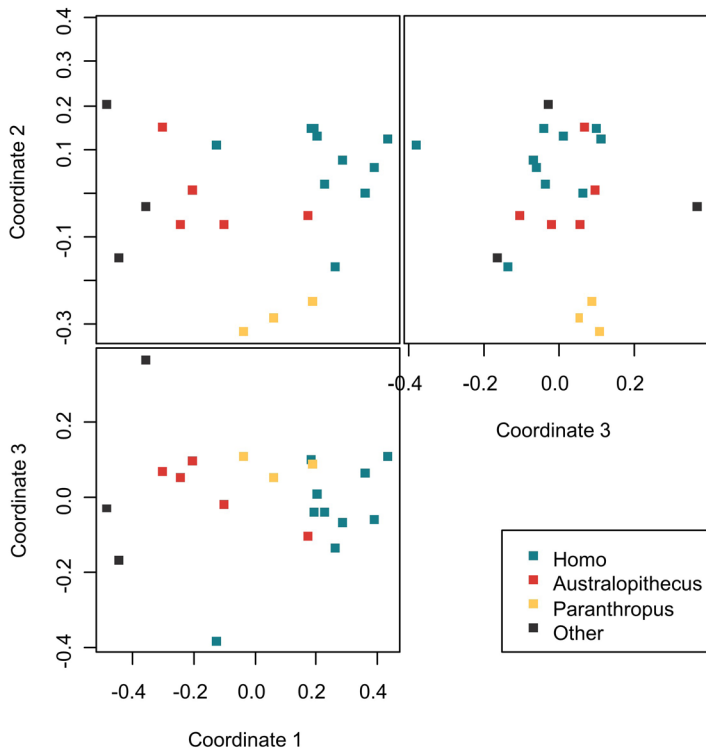 0.4
0.3
0.2
0.1
-0.1
-0.3
Coordinate 2
-0.4 -0.2 0.0 0.2
Coordinate 3
0.2
0.0
-0.2
-0.4
Coordinate 3
-0.4 -0.2 0.0 0.2 0.4
Coordinate 1
Homo
Australopithecus
Paranthropus
Other